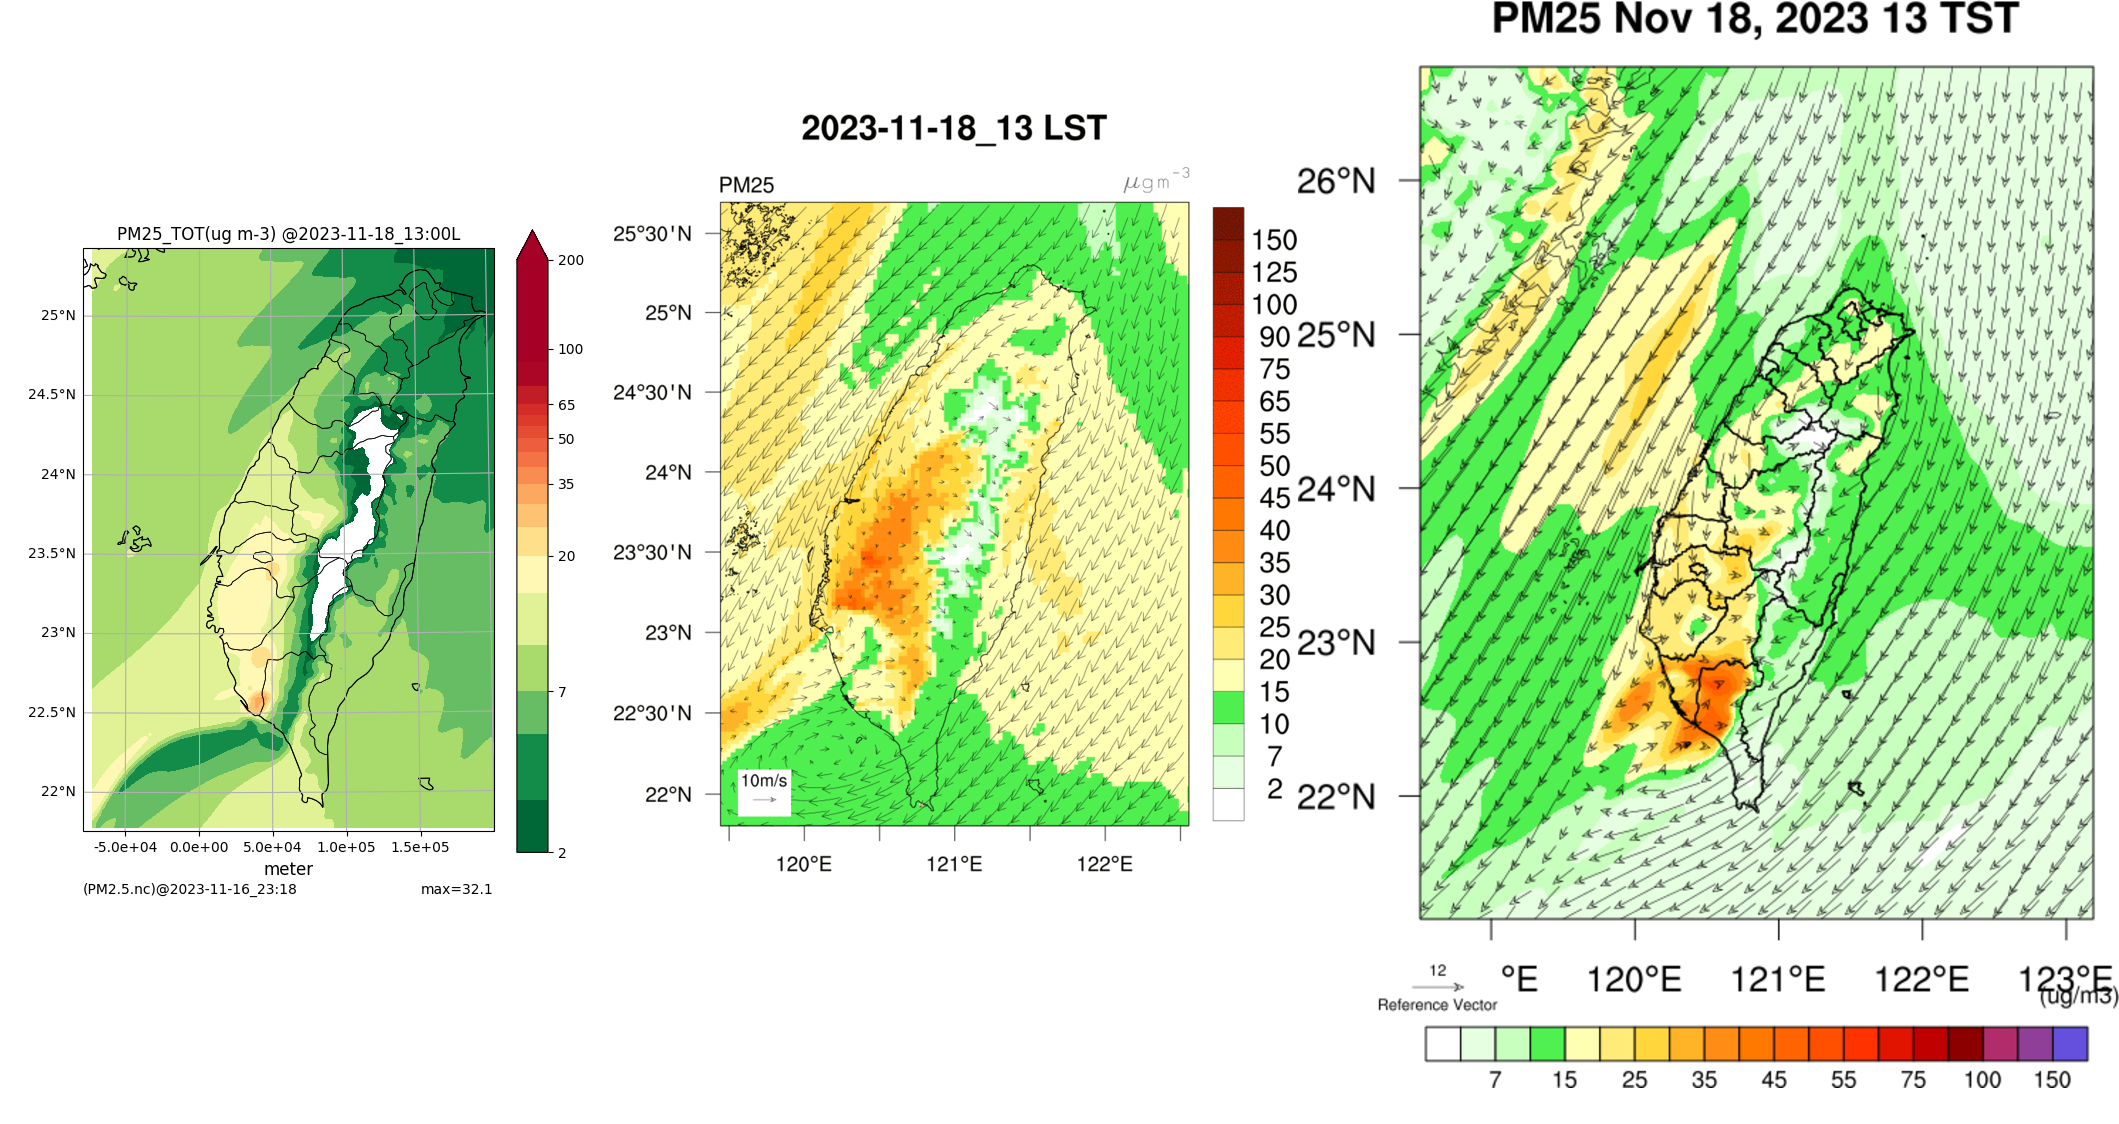 PM25 Nov 18, 2023 13 TST
2023-11-18_13 LST
PM25
μgm⁻³
PM25_TOT(ug m-3) @2023-11-18_13:00L
25°N
24.5°N
24°N
23.5°N
23°N
22.5°N
22°N
-5.0e+04 0.0e+00 5.0e+04 1.0e+05 1.5e+05
meter
(PM2.5.nc)@2023-11-16_23:18 max=32.1
200
100
65
50
35
20
7
2
25°30'N
25°N
24°30'N
24°N
23°30'N
23°N
22°30'N
22°N
10m/s
120°E 121°E 122°E
150
125
100
90
75
65
55
50
45
40
35
30
25
20
15
10
7
2
26°N
25°N
24°N
23°N
22°N
°E 120°E 121°E 122°E 123°E
12
Reference Vector
(ug/m3)
7 15 25 35 45 55 75 100 150